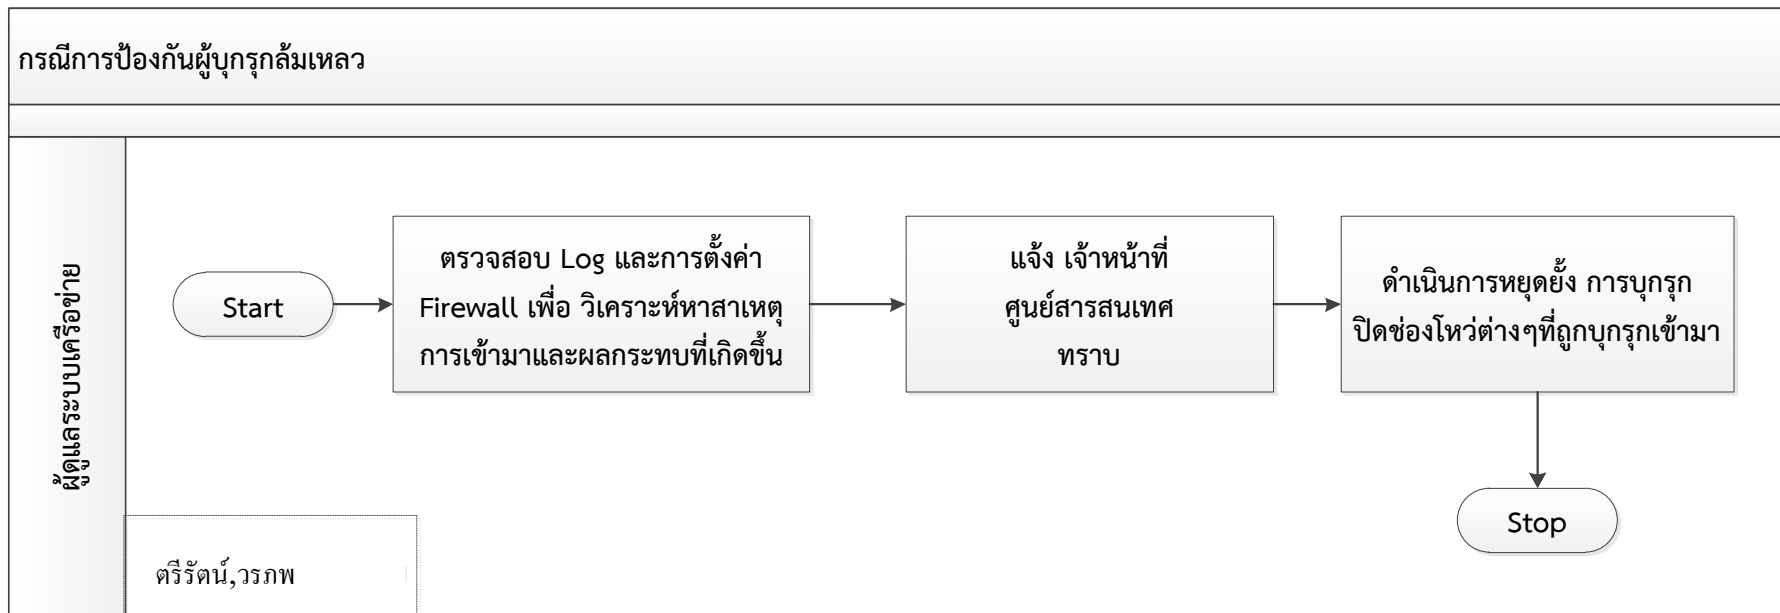 กรณีการป้องกันผู้บุกรุกล้มเหลว
ผู้ดูแลระบบเครือข่าย
Start
ตรวจสอบ Log และการตั้งค่า
Firewall เพื่อ วิเคราะห์หาสาเหตุ
การเข้ามาและผลกระทบที่เกิดขึ้น
แจ้ง เจ้าหน้าที่
ศูนย์สารสนเทศ
ทราบ
ดำเนินการหยุดยั้ง การบุกรุก
ปิดช่องโหว่ต่างๆที่ถูกบุกรุกเข้ามา
Stop
ตรีรัตน์,วรภพ